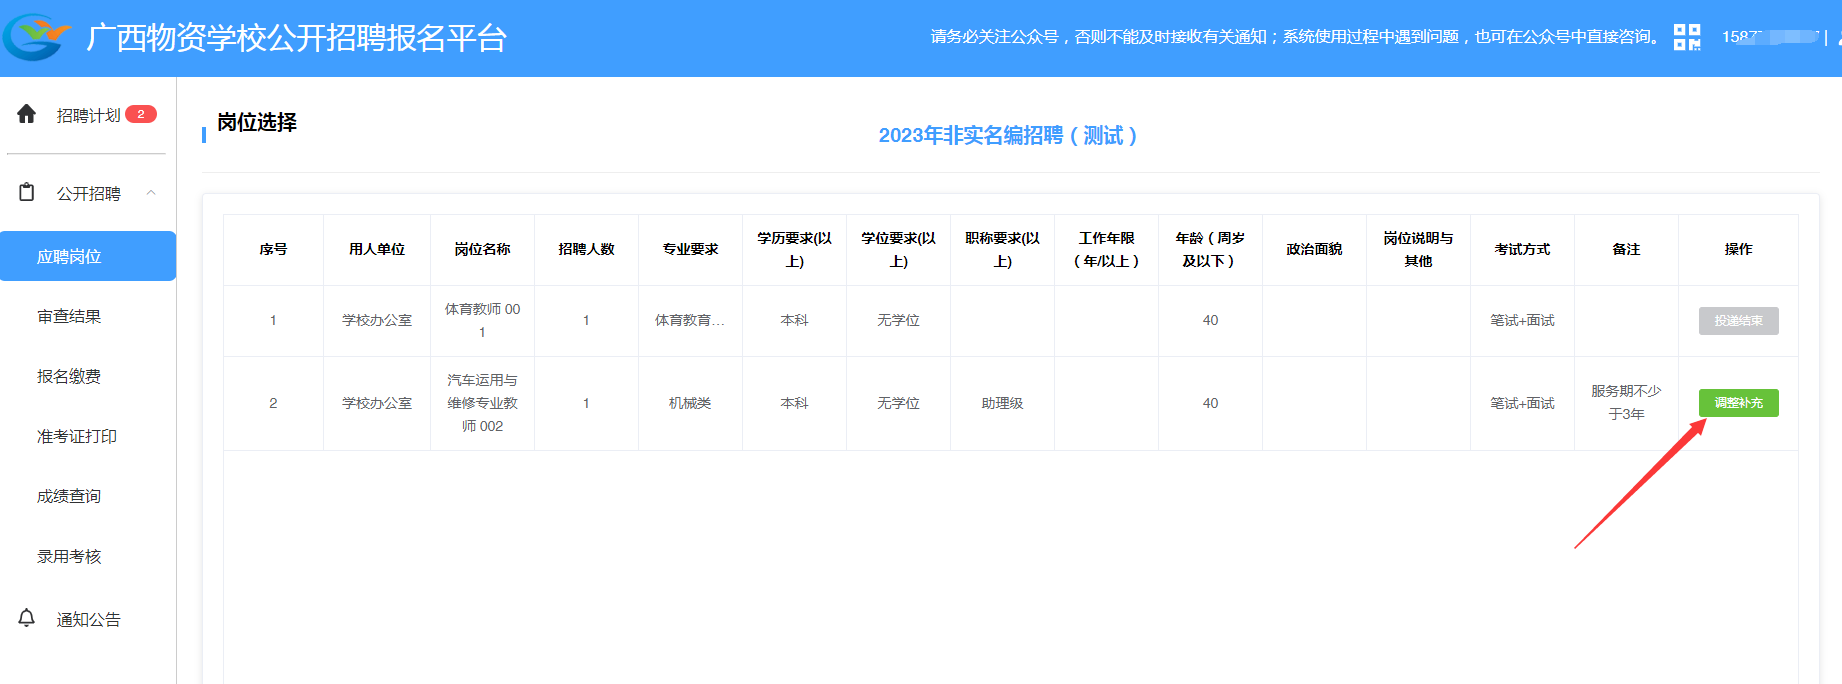 广西物资学校公开招聘报名平台
请务必关注公众号，否则不能及时接收有关通知；系统使用过程中遇到问题，也可在公众号中直接咨询。
1587
|
招聘计划 2
公开招聘
应聘岗位
审查结果
报名缴费
准考证打印
成绩查询
录用考核
通知公告
岗位选择
2023年非实名编招聘（测试）
序号 用人单位 岗位名称 招聘人数 专业要求 学历要求(以上) 学位要求(以上) 职称要求(以上) 工作年限（年/以上） 年龄（周岁及以下） 政治面貌 岗位说明与其他 考试方式 备注 操作
1 学校办公室 体育教师 001 1 体育教育... 本科 无学位 40 笔试+面试 投递结束
2 学校办公室 汽车运用与维修专业教师 002 1 机械类 本科 无学位 助理级 40 笔试+面试 服务期不少于3年 调整补充